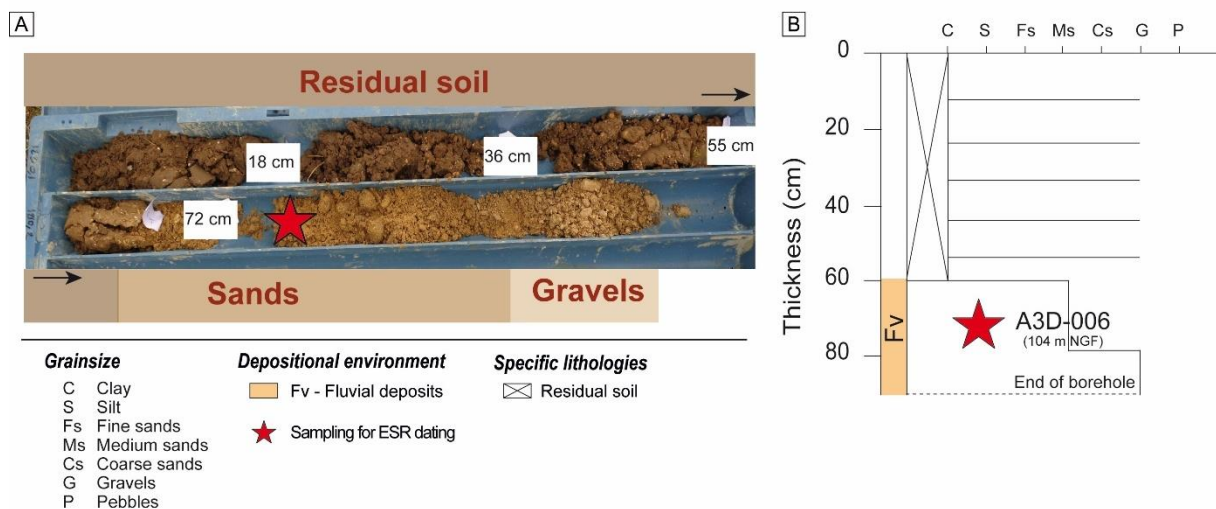 A
Residual soil
18 cm
36 cm
55 cm
72 cm
Sands
Gravels
Grainsize
C Clay
S Silt
Fs Fine sands
Ms Medium sands
Cs Coarse sands
G Gravels
P Pebbles
Depositional environment
Fv - Fluvial deposits
Sampling for ESR dating
Specific lithologies
Residual soil
B
C S Fs Ms Cs G P
Thickness (cm)
0
20
40
60
80
Fv
A3D-006
(104 m NGF)
End of borehole